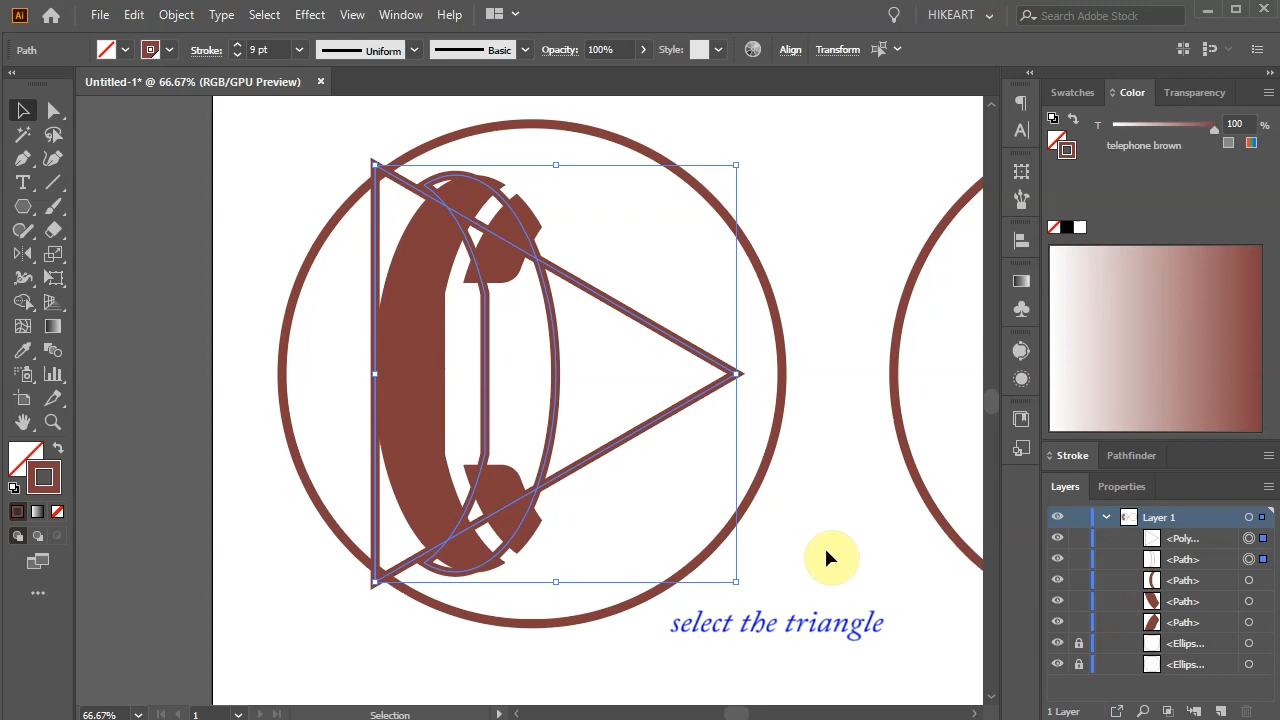 Ai File Edit Object Type Select Effect View Window Help HIKEART Search Adobe Stock
Path Stroke: 9 pt Uniform Basic Opacity: 100% Style: Align Transform
Untitled-1* @ 66.67% (RGB/GPU Preview)
Swatches Color Transparency
T 100 %
telephone brown
select the triangle
Stroke Pathfinder
Layers Properties
Layer 1
<Poly...
<Path>
<Path>
<Path>
<Path>
<Ellips...
<Ellips...
1 Layer
66.67% 1 Selection